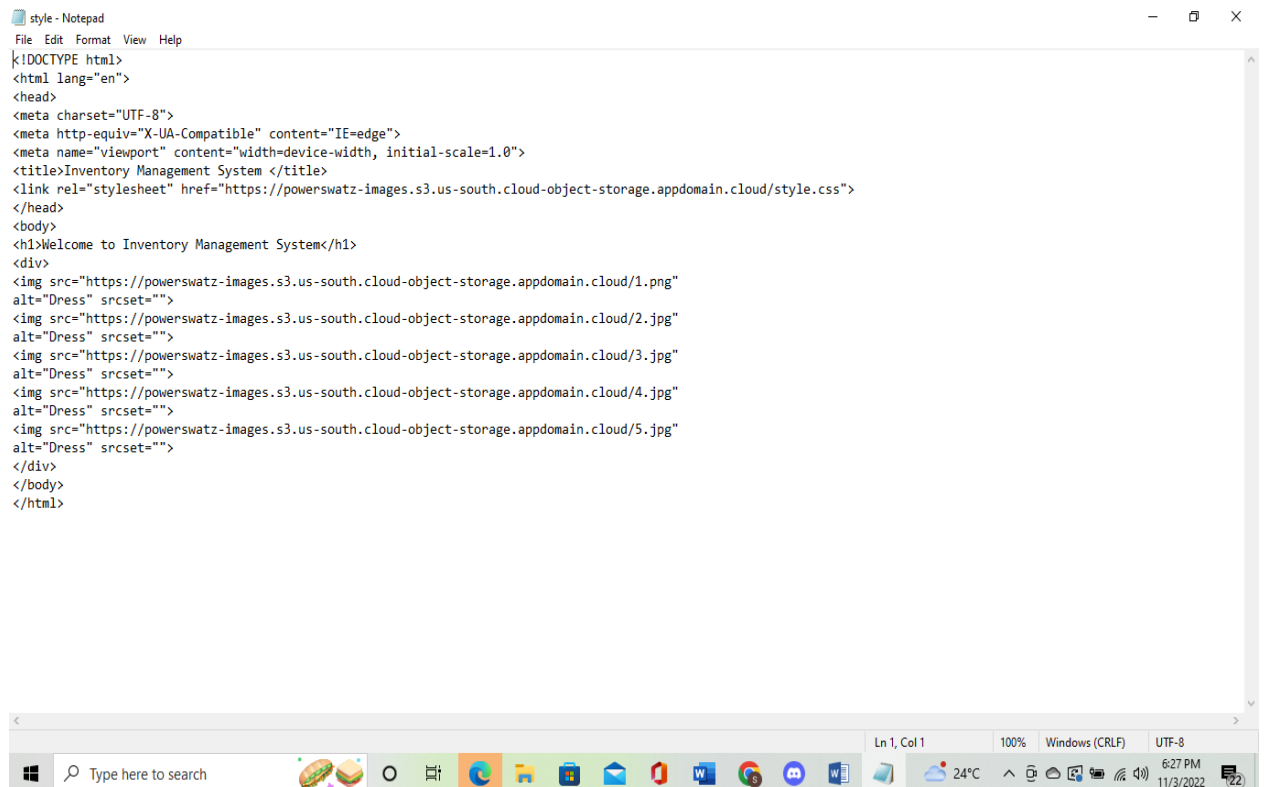 style - Notepad
File Edit Format View Help
<!DOCTYPE html>
<html lang="en">
<head>
<meta charset="UTF-8">
<meta http-equiv="X-UA-Compatible" content="IE=edge">
<meta name="viewport" content="width=device-width, initial-scale=1.0">
<title>Inventory Management System </title>
<link rel="stylesheet" href="https://powerswatz-images.s3.us-south.cloud-object-storage.appdomain.cloud/style.css">
</head>
<body>
<h1>Welcome to Inventory Management System</h1>
<div>
<img src="https://powerswatz-images.s3.us-south.cloud-object-storage.appdomain.cloud/1.png"
alt="Dress" srcset="">
<img src="https://powerswatz-images.s3.us-south.cloud-object-storage.appdomain.cloud/2.jpg"
alt="Dress" srcset="">
<img src="https://powerswatz-images.s3.us-south.cloud-object-storage.appdomain.cloud/3.jpg"
alt="Dress" srcset="">
<img src="https://powerswatz-images.s3.us-south.cloud-object-storage.appdomain.cloud/4.jpg"
alt="Dress" srcset="">
<img src="https://powerswatz-images.s3.us-south.cloud-object-storage.appdomain.cloud/5.jpg"
alt="Dress" srcset="">
</div>
</body>
</html>
Ln 1, Col 1 100% Windows (CRLF) UTF-8
Type here to search 24°C 6:27 PM
11/3/2022 22